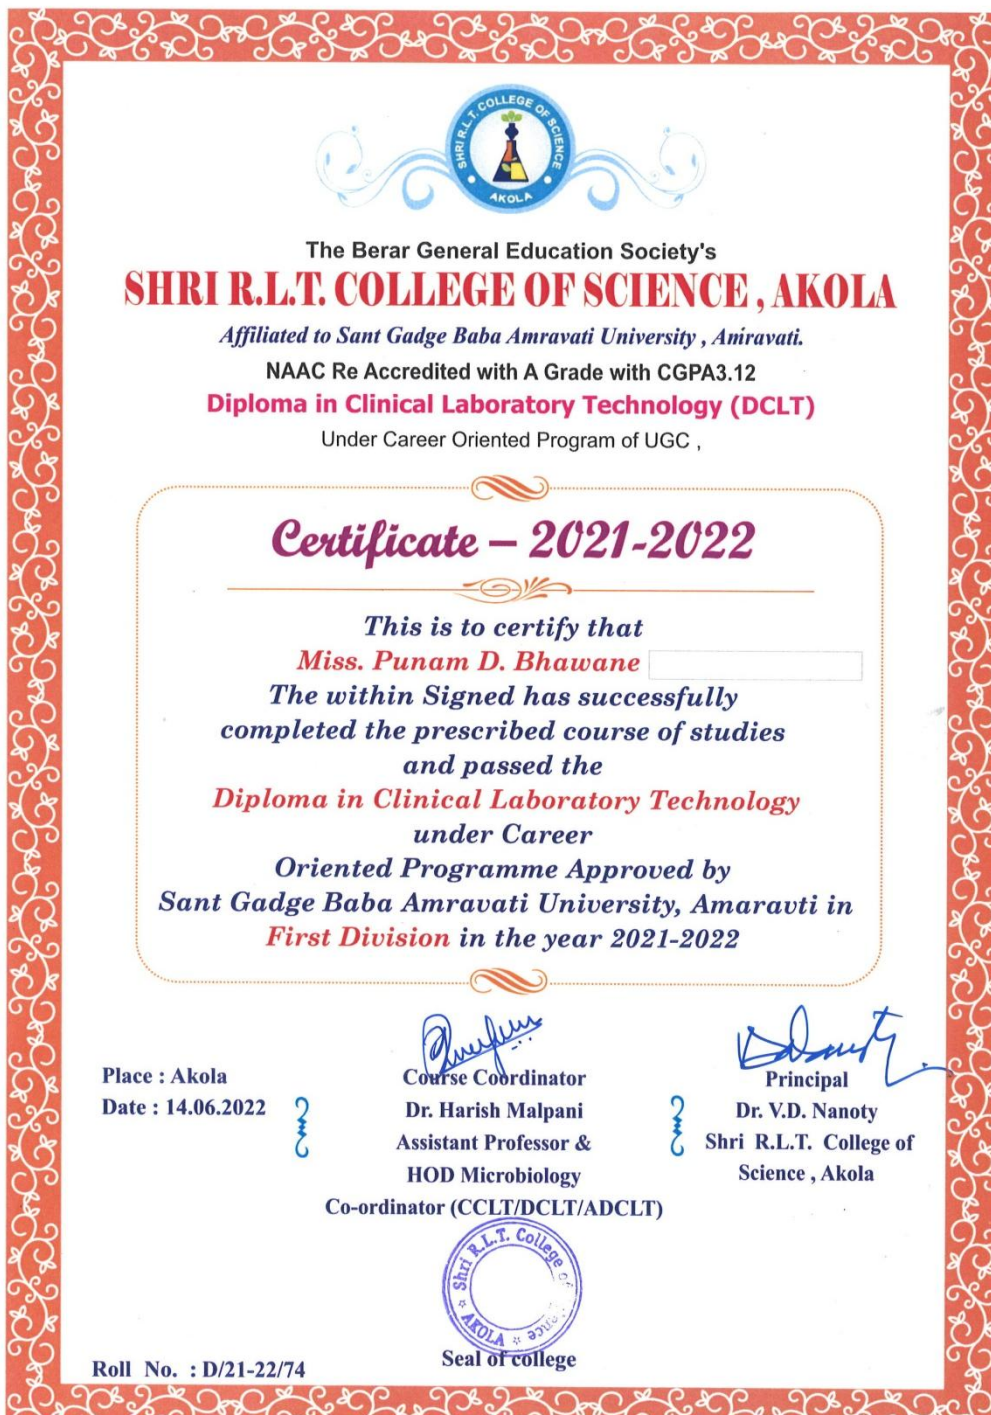 SHRI R.L.T. COLLEGE OF SCIENCE
AKOLA
The Berar General Education Society's
SHRI R.L.T. COLLEGE OF SCIENCE , AKOLA
Affiliated to Sant Gadge Baba Amravati University , Amravati.
NAAC Re Accredited with A Grade with CGPA3.12
Diploma in Clinical Laboratory Technology (DCLT)
Under Career Oriented Program of UGC ,
Certificate – 2021-2022
This is to certify that
Miss. Punam D. Bhawane
The within Signed has successfully
completed the prescribed course of studies
and passed the
Diploma in Clinical Laboratory Technology
under Career
Oriented Programme Approved by
Sant Gadge Baba Amravati University, Amaravti in
First Division in the year 2021-2022
Place : Akola
Date : 14.06.2022
Course Coordinator
Dr. Harish Malpani
Assistant Professor &
HOD Microbiology
Co-ordinator (CCLT/DCLT/ADCLT)
Principal
Dr. V.D. Nanoty
Shri R.L.T. College of
Science , Akola
Shri R.L.T. College of
AKOLA
Seal of college
Roll No. : D/21-22/74